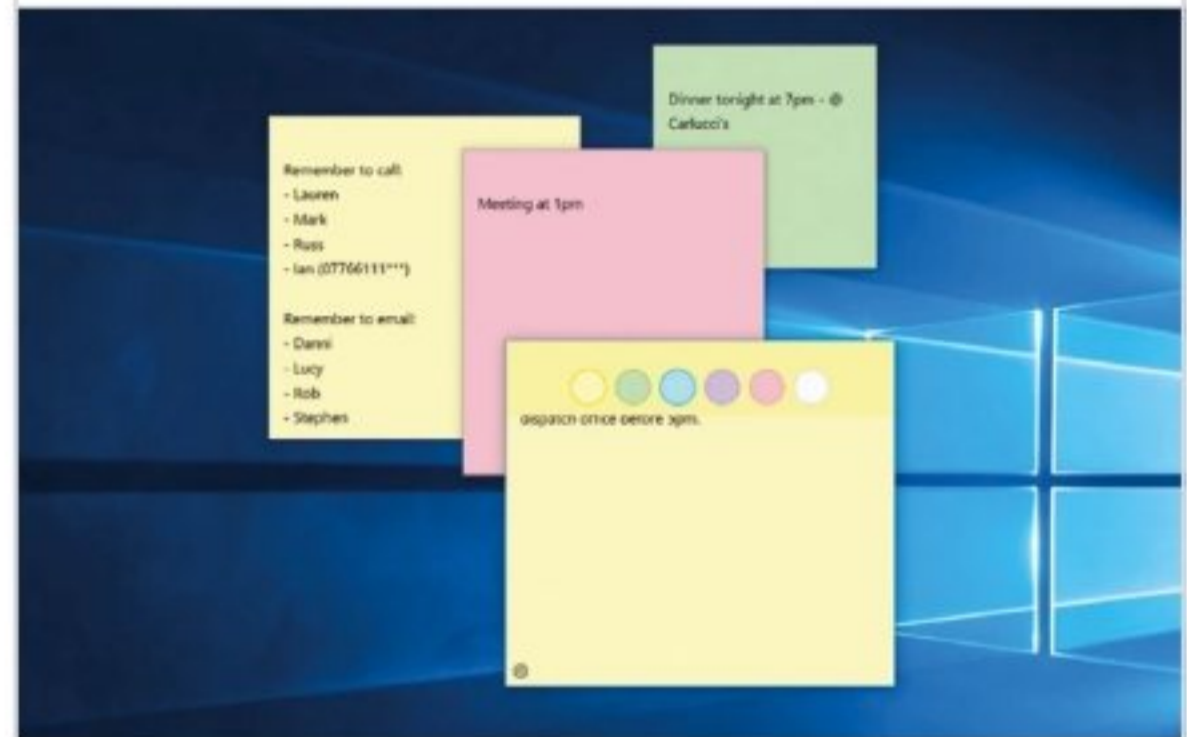 Remember to call:
- Lauren
- Mark
- Russ
- Ian (07766111***)
Remember to email:
- Danni
- Lucy
- Rob
- Stephen
Meeting at 1pm
Dinner tonight at 7pm - @
Carlucci's
dispatch office before 5pm.